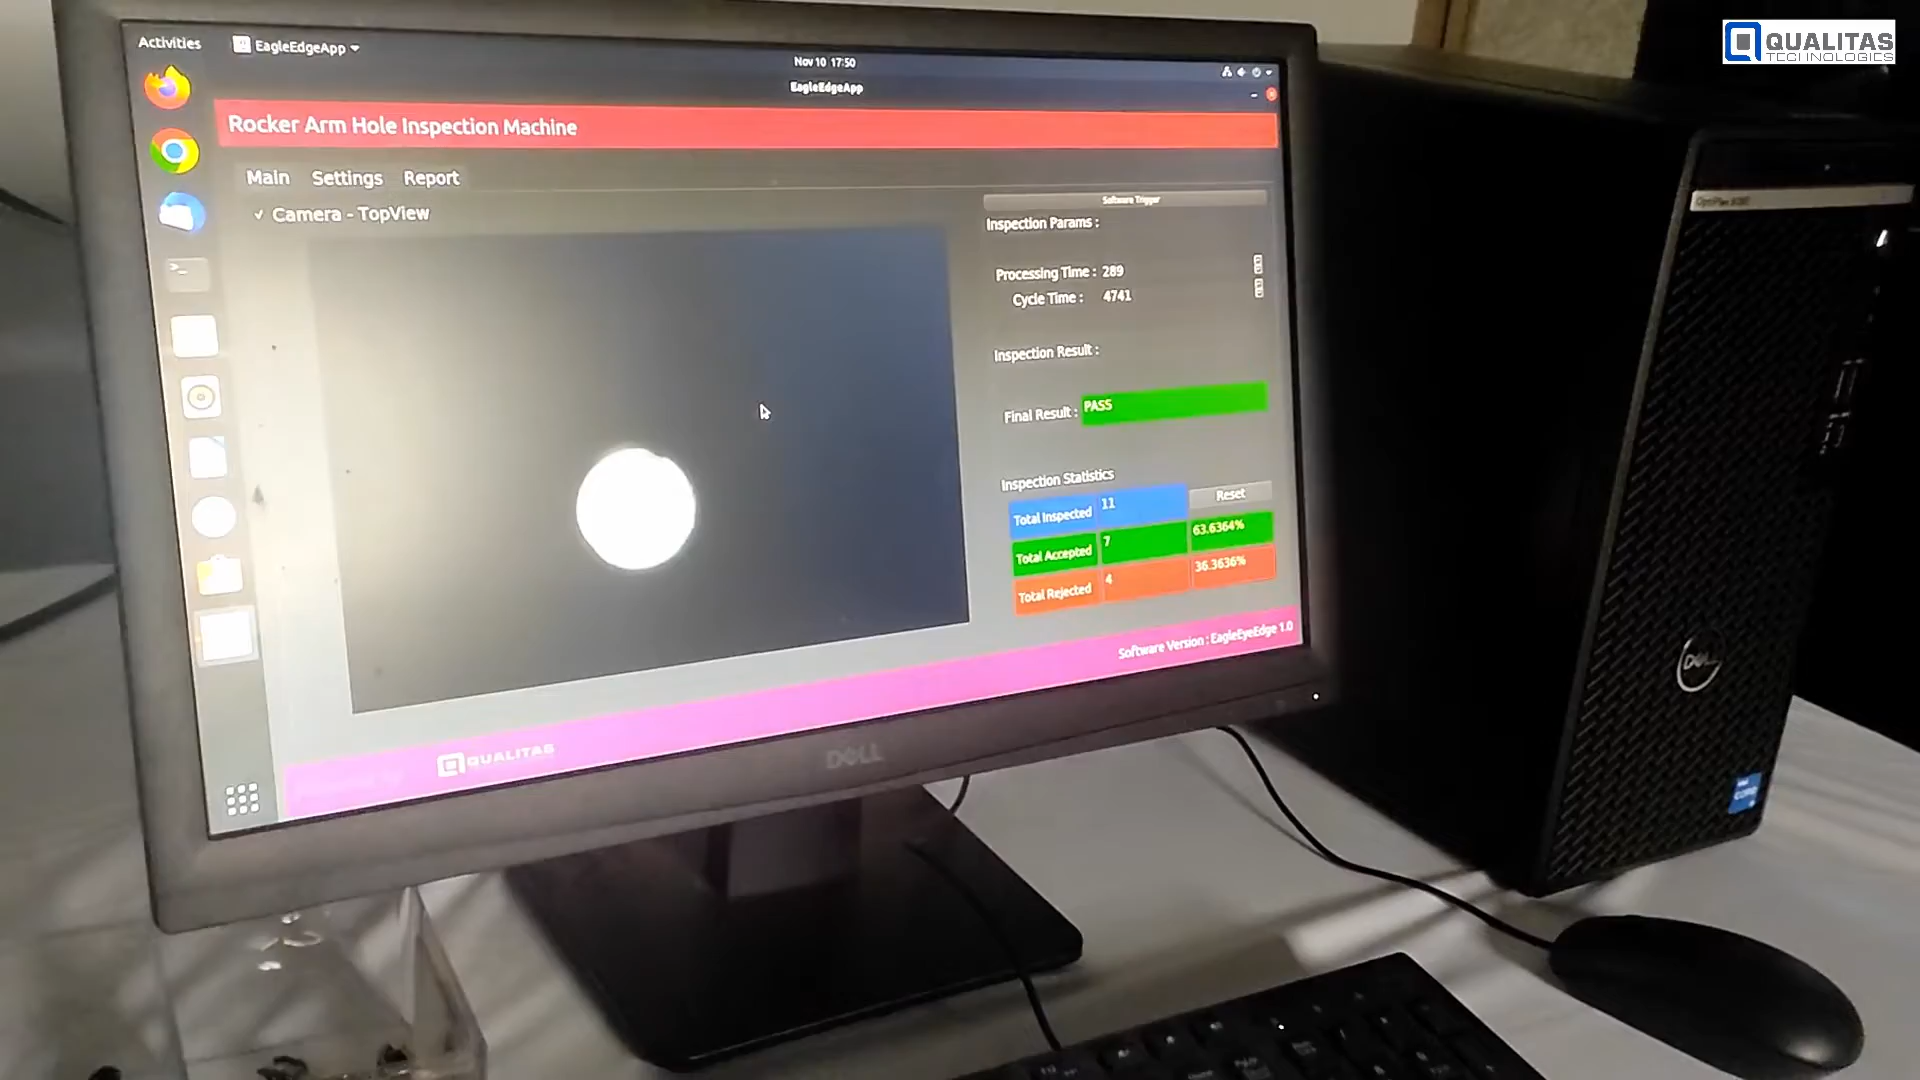 QUALITAS
TECHNOLOGIES
Activities
EagleEdgeApp
Nov 10 17:50
EagleEdgeApp
Rocker Arm Hole Inspection Machine
Main Settings Report
✓ Camera - TopView
Software Trigger
Inspection Params :
Processing Time : 289
Cycle Time : 4741
Inspection Result :
Final Result : PASS
Inspection Statistics
Total Inspected 11 Reset
Total Accepted 7 63.6364%
Total Rejected 4 36.3636%
Software Version : EagleEyeEdge 1.0
QUALITAS
DELL
DELL